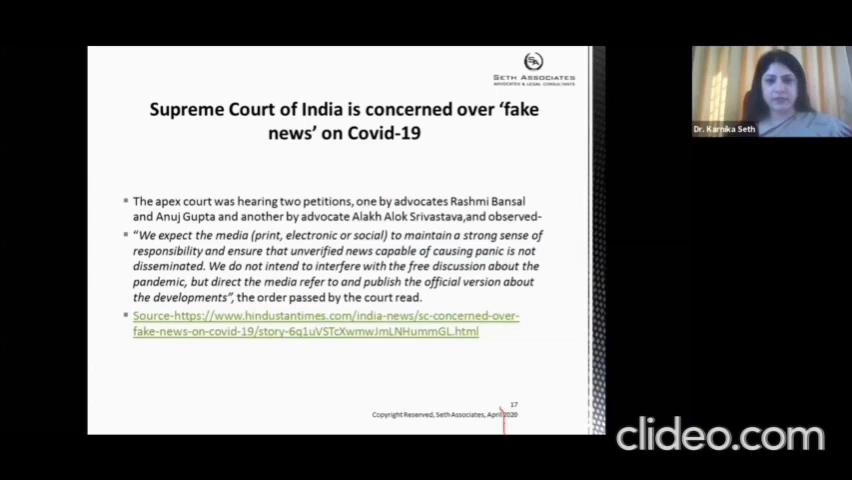 SA
SETH ASSOCIATES
ADVOCATES & LEGAL CONSULTANTS
Supreme Court of India is concerned over ‘fake
news’ on Covid-19
The apex court was hearing two petitions, one by advocates Rashmi Bansal
and Anuj Gupta and another by advocate Alakh Alok Srivastava,and observed-
“We expect the media (print, electronic or social) to maintain a strong sense of
responsibility and ensure that unverified news capable of causing panic is not
disseminated. We do not intend to interfere with the free discussion about the
pandemic, but direct the media refer to and publish the official version about
the developments”, the order passed by the court read.
Source-https://www.hindustantimes.com/india-news/sc-concerned-over-
fake-news-on-covid-19/story-6q1uVSTcXwmwJmLNHummGL.html
17
Copyright Reserved, Seth Associates, April 2020
Dr. Karnika Seth
clideo.com